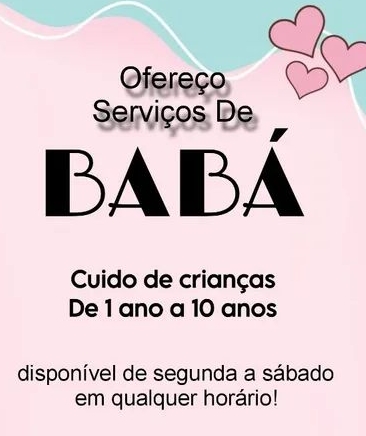 Ofereço
Serviços De
BABÁ
Cuido de crianças
De 1 ano a 10 anos
disponível de segunda a sábado
em qualquer horário!